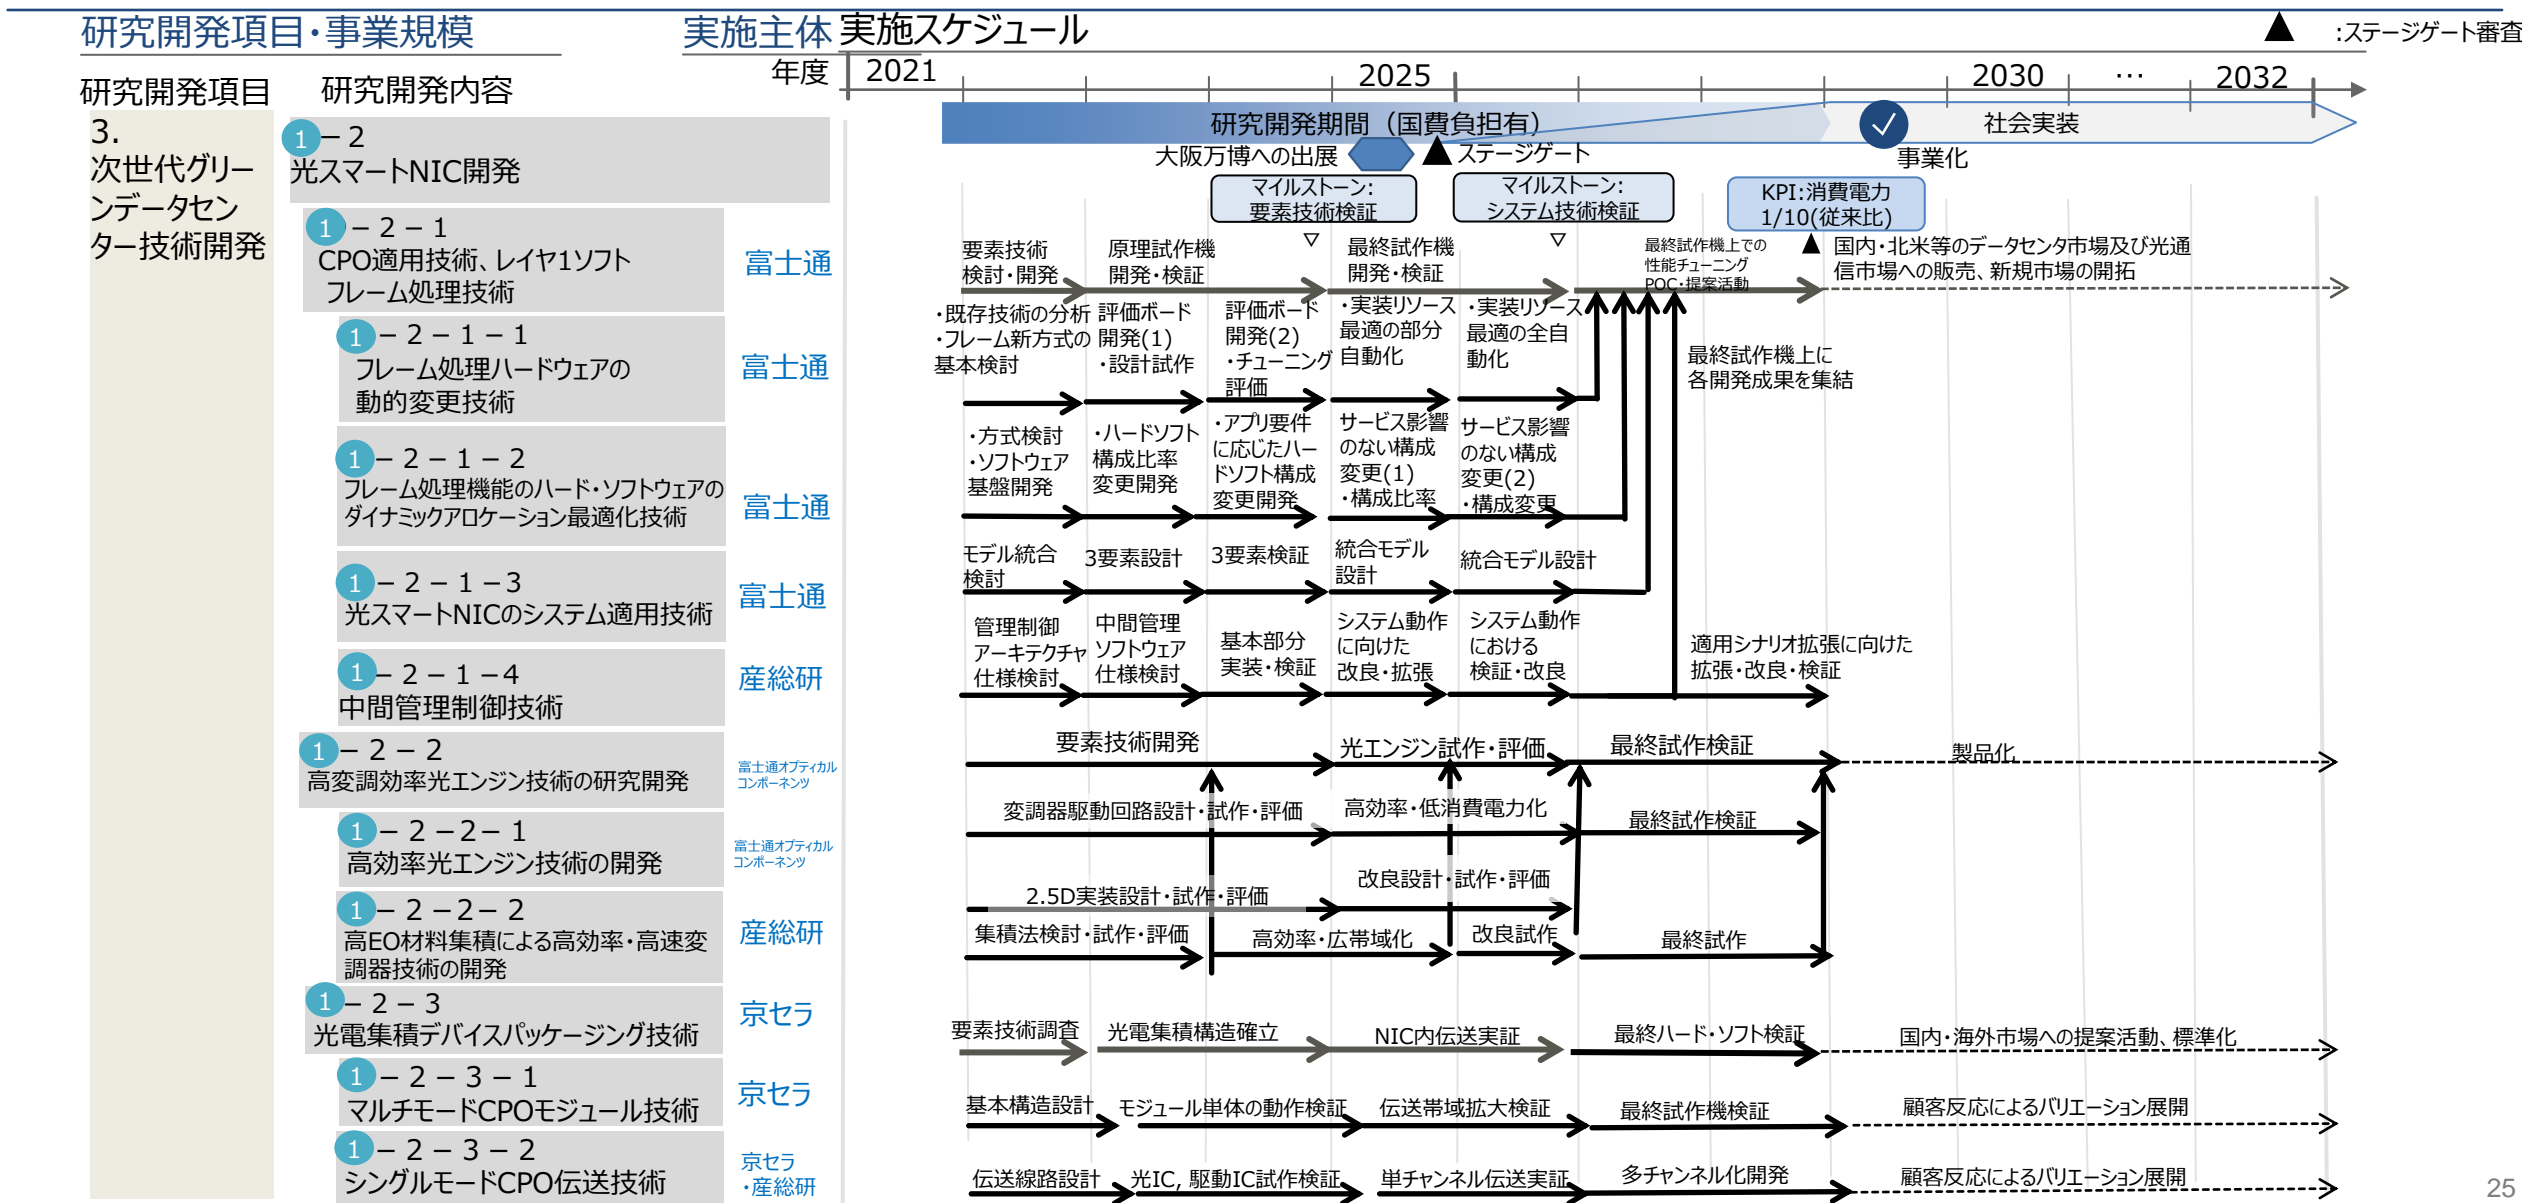 研究開発項目・事業規模
実施主体
実施スケジュール
▲ :ステージゲート審査
研究開発項目
研究開発内容
年度
2021
2025
2030
…
2032
研究開発期間（国費負担有）
社会実装
大阪万博への出展
▲ステージゲート
事業化
マイルストーン:
要素技術検証
マイルストーン:
システム技術検証
KPI:消費電力
1/10(従来比)
3.
次世代グリー
ンデータセン
ター技術開発
1－2
光スマートNIC開発
1－2－1
CPO適用技術、レイヤ1ソフト
フレーム処理技術
富士通
要素技術
検討・開発
原理試作機
開発・検証
最終試作機
開発・検証
最終試作機上での
性能チューニング
POC・提案活動
国内・北米等のデータセンタ市場及び光通
信市場への販売、新規市場の開拓
1－2－1－1
フレーム処理ハードウェアの
動的変更技術
富士通
・既存技術の分析
・フレーム新方式の
基本検討
評価ボード
開発(1)
・設計試作
評価ボード
開発(2)
・チューニング
評価
・実装リソース
最適の部分
自動化
・実装リソース
最適の全自
動化
最終試作機上に
各開発成果を集結
1－2－1－2
フレーム処理機能のハード・ソフトウェアの
ダイナミックアロケーション最適化技術
富士通
・方式検討
・ソフトウェア
基盤開発
・ハードソフト
構成比率
変更開発
・アプリ要件
に応じたハー
ドソフト構成
変更開発
サービス影響
のない構成
変更(1)
・構成比率
サービス影響
のない構成
変更(2)
・構成変更
1－2－1－3
光スマートNICのシステム適用技術
富士通
モデル統合
検討
3要素設計
3要素検証
統合モデル
設計
統合モデル設計
1－2－1－4
中間管理制御技術
産総研
管理制御
アーキテクチャ
仕様検討
中間管理
ソフトウェア
仕様検討
基本部分
実装・検証
システム動作
に向けた
改良・拡張
システム動作
における
検証・改良
適用シナリオ拡張に向けた
拡張・改良・検証
1－2－2
高変調効率光エンジン技術の研究開発
富士通オプティカル
コンポーネンツ
要素技術開発
光エンジン試作・評価
最終試作検証
製品化
1－2－2－1
高効率光エンジン技術の開発
富士通オプティカル
コンポーネンツ
変調器駆動回路設計・試作・評価
高効率・低消費電力化
最終試作検証
2.5D実装設計・試作・評価
改良設計・試作・評価
1－2－2－2
高EO材料集積による高効率・高速変
調器技術の開発
産総研
集積法検討・試作・評価
高効率・広帯域化
改良試作
最終試作
1－2－3
光電集積デバイスパッケージング技術
京セラ
要素技術調査
光電集積構造確立
NIC内伝送実証
最終ハード・ソフト検証
国内・海外市場への提案活動、標準化
1－2－3－1
マルチモードCPOモジュール技術
京セラ
基本構造設計
モジュール単体の動作検証
伝送帯域拡大検証
最終試作機検証
顧客反応によるバリエーション展開
1－2－3－2
シングルモードCPO伝送技術
京セラ
・産総研
伝送線路設計
光IC, 駆動IC試作検証
単チャンネル伝送実証
多チャンネル化開発
顧客反応によるバリエーション展開
25